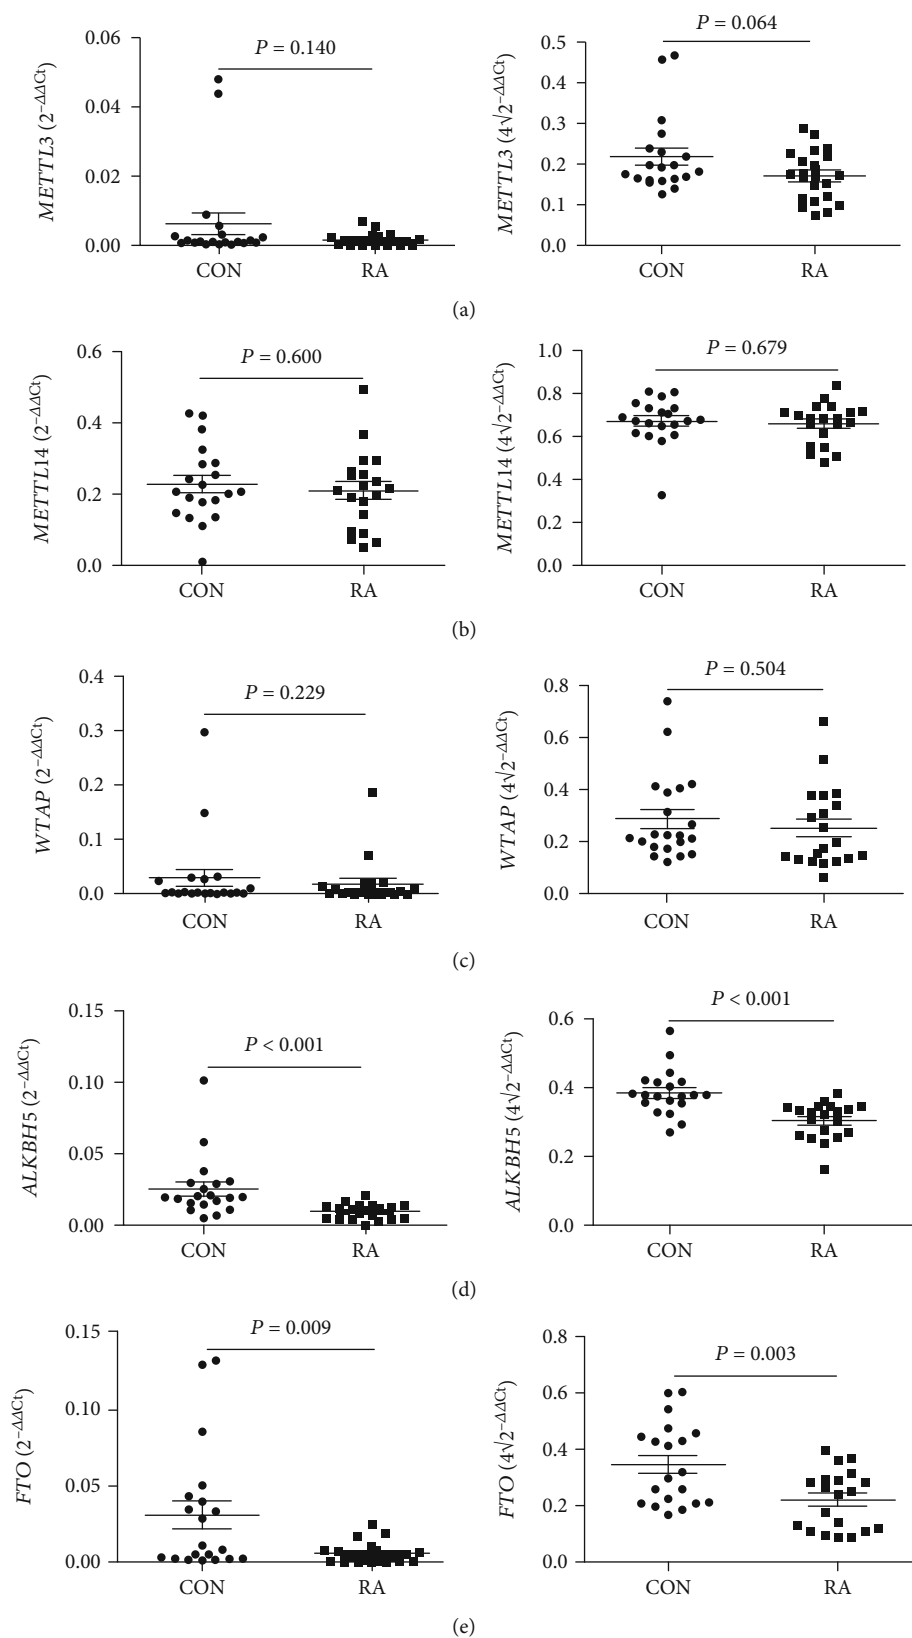 P = 0.140
METTL3 (2^–ΔΔCt)
0.06
0.04
0.02
0.00
CON RA
P = 0.064
METTL3 (4√2^–ΔΔCt)
0.5
0.4
0.3
0.2
0.1
0.0
CON RA
(a)
P = 0.600
METTL14 (2^–ΔΔCt)
0.6
0.4
0.2
0.0
CON RA
P = 0.679
METTL14 (4√2^–ΔΔCt)
1.0
0.8
0.6
0.4
0.2
0.0
CON RA
(b)
P = 0.229
WTAP (2^–ΔΔCt)
0.4
0.3
0.2
0.1
0.0
CON RA
P = 0.504
WTAP (4√2^–ΔΔCt)
0.8
0.6
0.4
0.2
0.0
CON RA
(c)
P < 0.001
ALKBH5 (2^–ΔΔCt)
0.15
0.10
0.05
0.00
CON RA
P < 0.001
ALKBH5 (4√2^–ΔΔCt)
0.6
0.4
0.2
0.0
CON RA
(d)
P = 0.009
FTO (2^–ΔΔCt)
0.15
0.10
0.05
0.00
CON RA
P = 0.003
FTO (4√2^–ΔΔCt)
0.8
0.6
0.4
0.2
0.0
CON RA
(e)